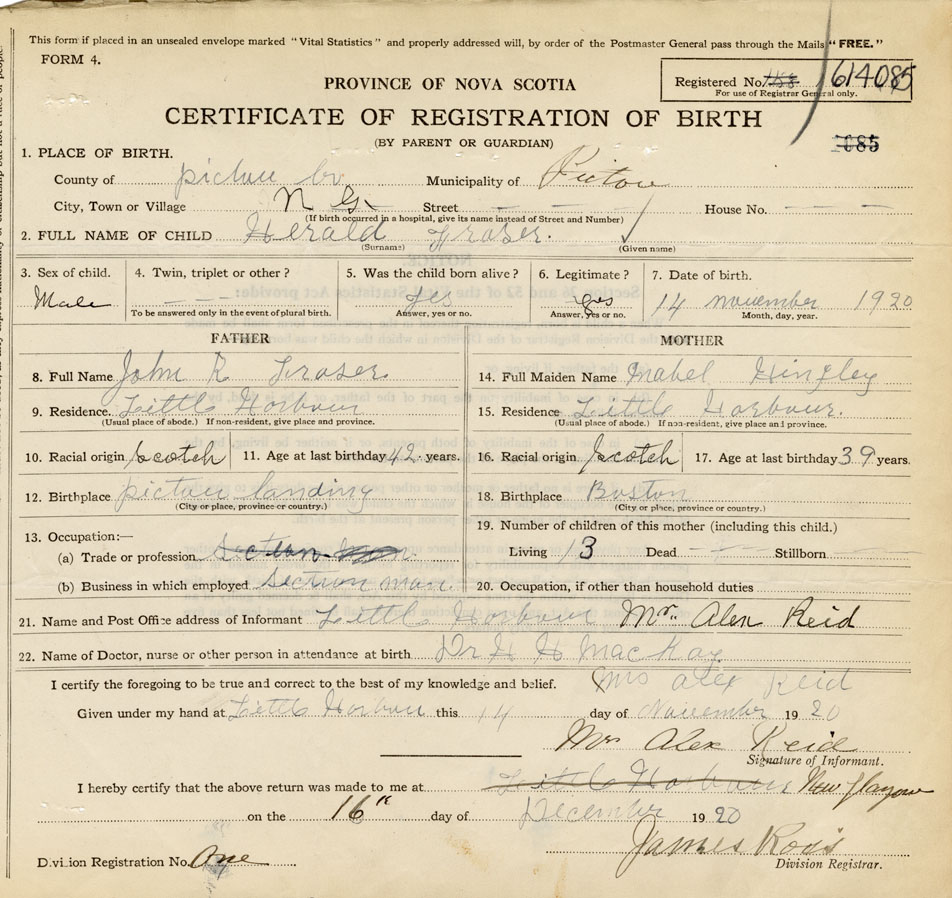 This form if placed in an unsealed envelope marked "Vital Statistics" and properly addressed will, by order of the Postmaster General pass through the Mails "FREE."
FORM 4.
PROVINCE OF NOVA SCOTIA
Registered No. 614085
For use of Registrar General only.
CERTIFICATE OF REGISTRATION OF BIRTH
(BY PARENT OR GUARDIAN)
1085
1. PLACE OF BIRTH.
County of pictou Municipality of Pictou
City, Town or Village N G. Street House No.
(If birth occurred in a hospital, give its name instead of Street and Number)
2. FULL NAME OF CHILD Herald Fraser.
(Surname) (Given name)
3. Sex of child. 4. Twin, triplet or other? 5. Was the child born alive? 6. Legitimate? 7. Date of birth.
Male yes yes 14 november 1920
To be answered only in the event of plural birth. Answer, yes or no. Answer, yes or no. Month, day, year.
FATHER MOTHER
8. Full Name John R Fraser 14. Full Maiden Name Mabel Hingley
9. Residence. Little Horbour 15. Residence Little Horbour.
(Usual place of abode.) If non-resident, give place and province. (Usual place of abode.) If non-resident, give place and province.
10. Racial origin Scotch 11. Age at last birthday 42 years. 16. Racial origin Scotch 17. Age at last birthday 39 years.
12. Birthplace pictou landing 18. Birthplace Boston
(City or place, province or country.) (City or place, province or country.)
13. Occupation:— 19. Number of children of this mother (including this child.)
(a) Trade or profession Section man Living 13 Dead Stillborn
(b) Business in which employed Section man. 20. Occupation, if other than household duties
21. Name and Post Office address of Informant Little Horbour Mrs. Alex Reid
22. Name of Doctor, nurse or other person in attendance at birth Dr H H MacKay
I certify the foregoing to be true and correct to the best of my knowledge and belief. Mrs alex Reid
Given under my hand at Little Horbour this 14 day of November 19 20
Mrs Alex Reid
Signature of Informant.
I hereby certify that the above return was made to me at Little Horbour New Glasgow
on the 16th day of December 19 20
James Ross
Division Registrar.
Division Registration No. One